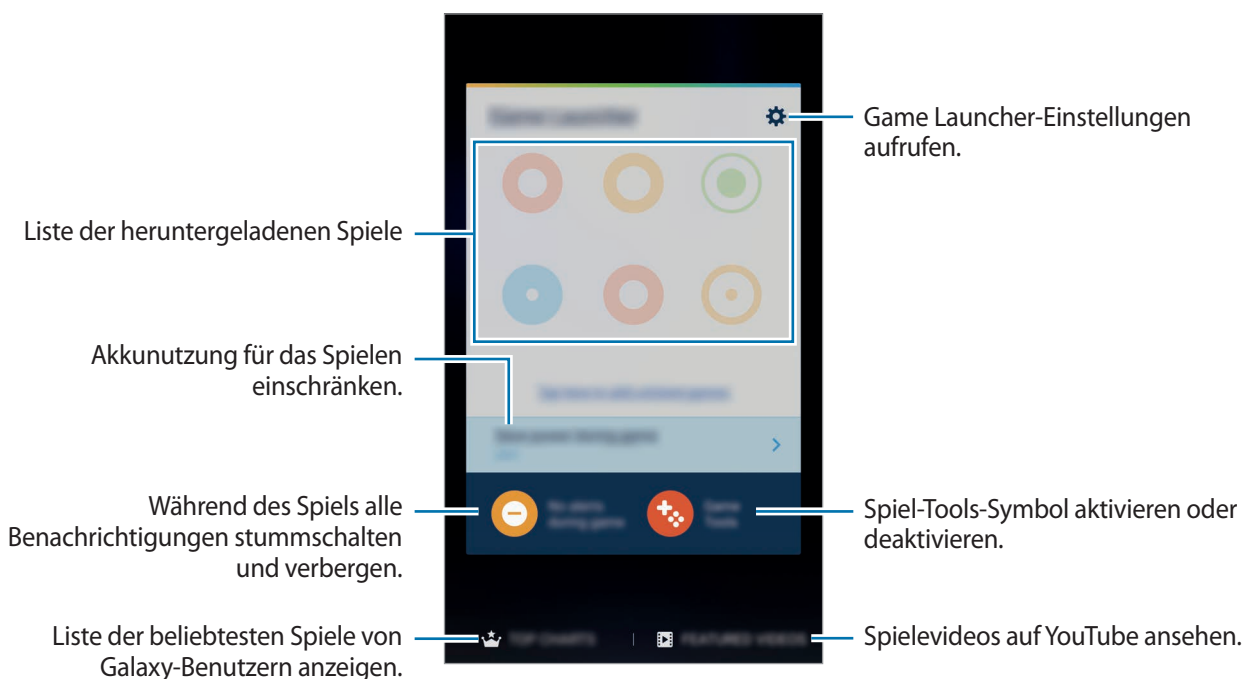 Game Launcher-Einstellungen
aufrufen.
Liste der heruntergeladenen Spiele
Akkunutzung für das Spielen
einschränken.
Während des Spiels alle
Benachrichtigungen stummschalten
und verbergen.
Spiel-Tools-Symbol aktivieren oder
deaktivieren.
Liste der beliebtesten Spiele von
Galaxy-Benutzern anzeigen.
Spielevideos auf YouTube ansehen.